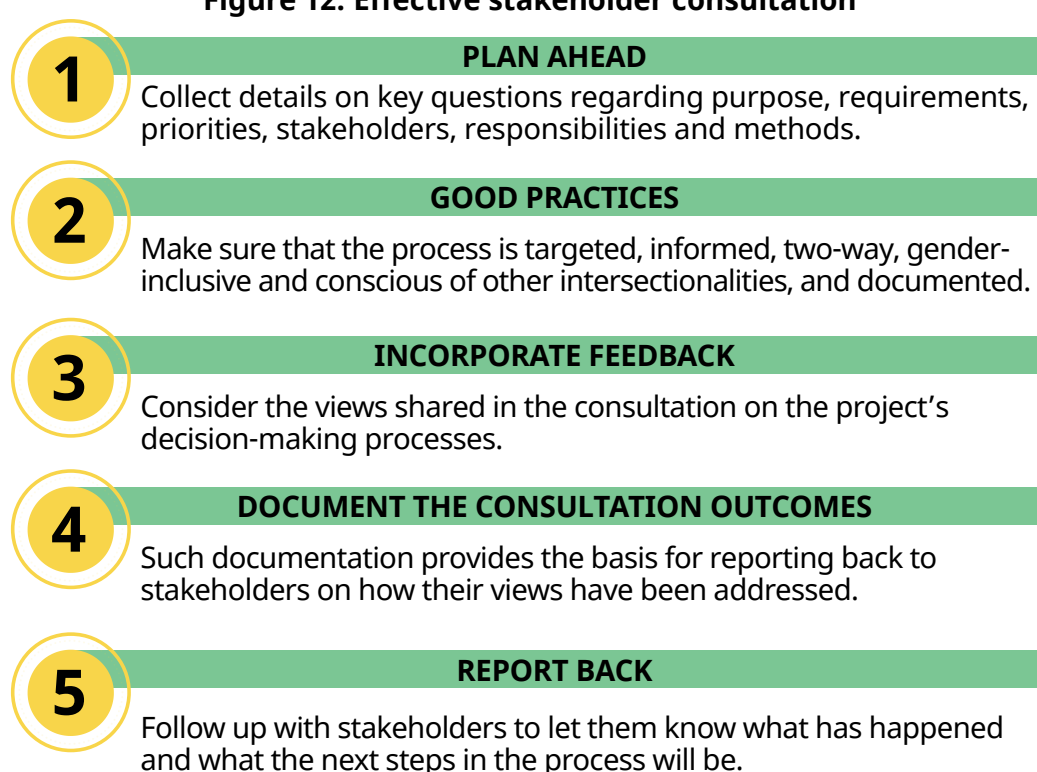 Figure 12: Effective stakeholder consultation
1
PLAN AHEAD
Collect details on key questions regarding purpose, requirements,
priorities, stakeholders, responsibilities and methods.
2
GOOD PRACTICES
Make sure that the process is targeted, informed, two-way, gender-
inclusive and conscious of other intersectionalities, and documented.
3
INCORPORATE FEEDBACK
Consider the views shared in the consultation on the project’s
decision-making processes.
4
DOCUMENT THE CONSULTATION OUTCOMES
Such documentation provides the basis for reporting back to
stakeholders on how their views have been addressed.
5
REPORT BACK
Follow up with stakeholders to let them know what has happened
and what the next steps in the process will be.